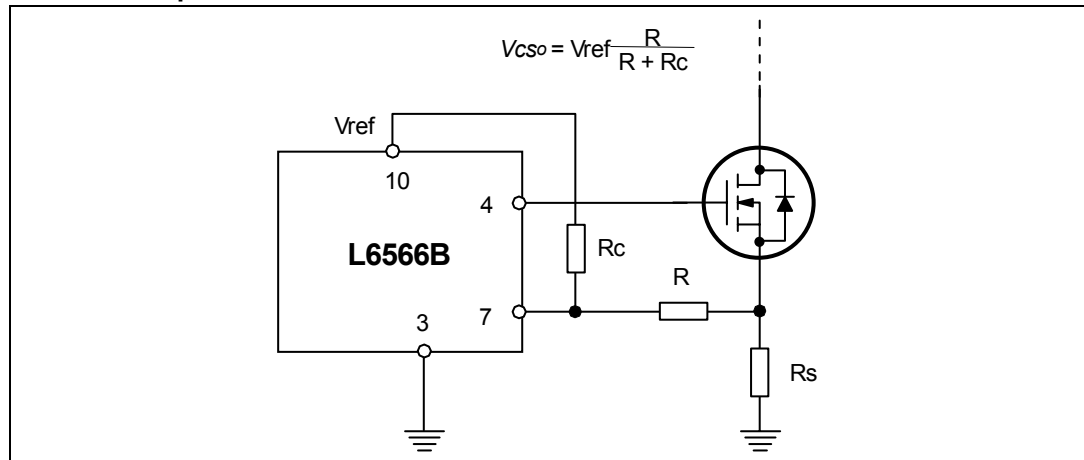 Vcso = Vref R / R + Rc
Vref
10
4
L6566B
Rc
R
7
3
Rs